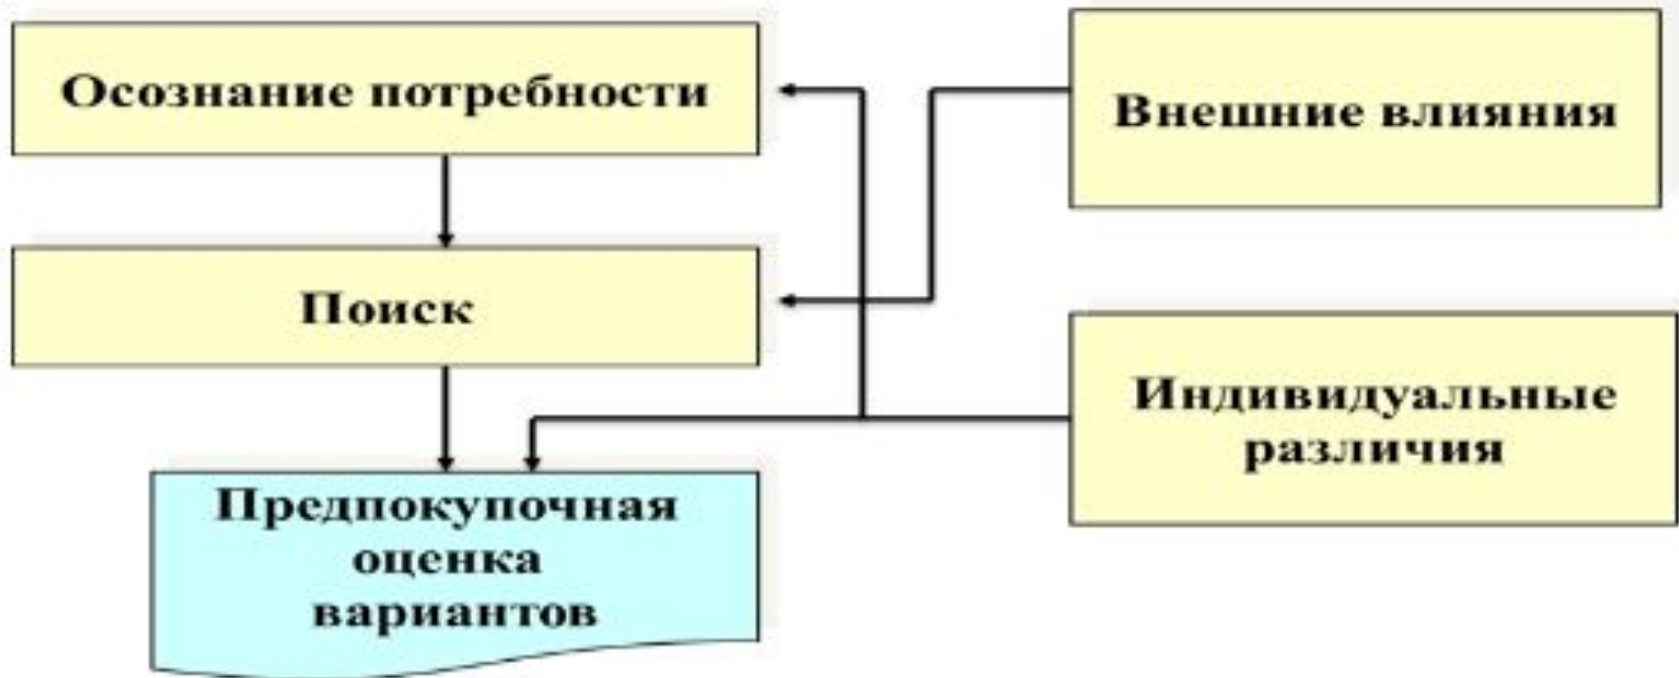 Осознание потребности
Внешние влияния
Поиск
Индивидуальные
различия
Предпокупочная
оценка
вариантов